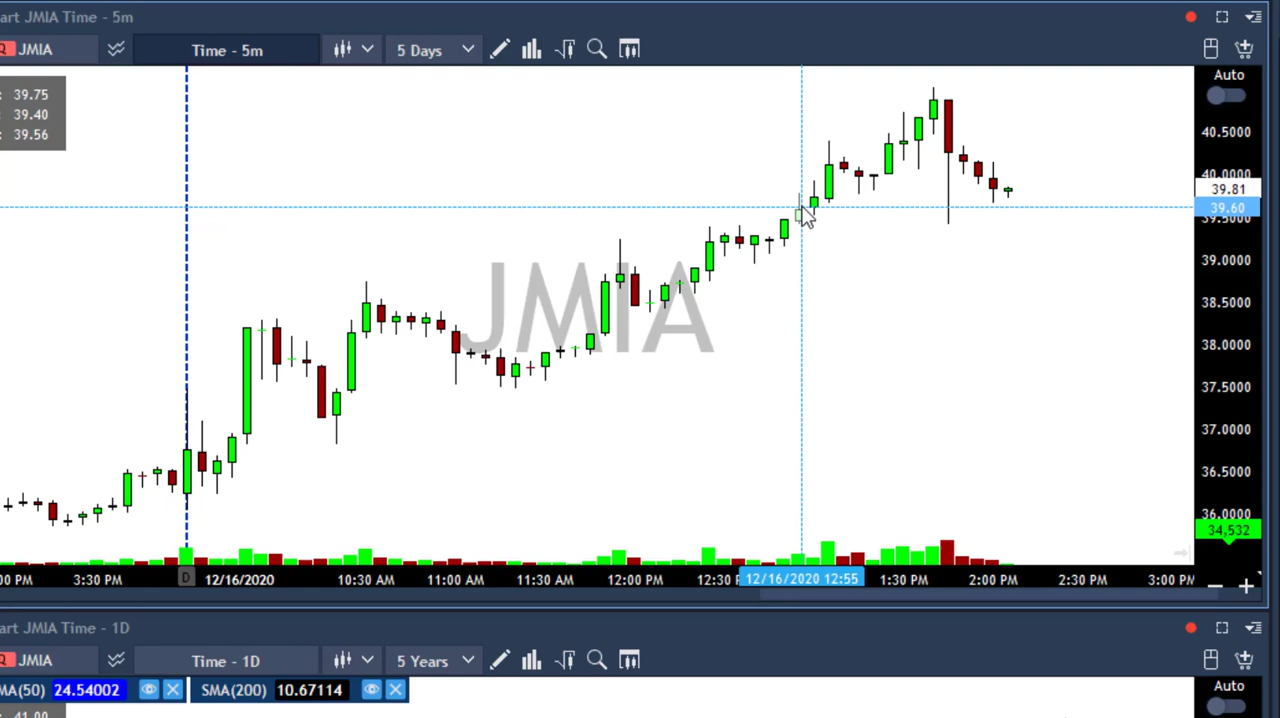 art JMIA Time - 5m
JMIA
Time - 5m
5 Days
Auto
: 39.75
: 39.40
: 39.56
40.5000
40.0000
39.81
39.60
39.5000
39.0000
38.5000
38.0000
37.5000
37.0000
36.5000
36.0000
34,532
JMIA
:00 PM 3:30 PM D 12/16/2020 10:30 AM 11:00 AM 11:30 AM 12:00 PM 12:30 P 12/16/2020 12:55 1:30 PM 2:00 PM 2:30 PM 3:00 PM
art JMIA Time - 1D
JMIA
Time - 1D
5 Years
MA(50) 24.54002 SMA(200) 10.67114
Auto
41.00